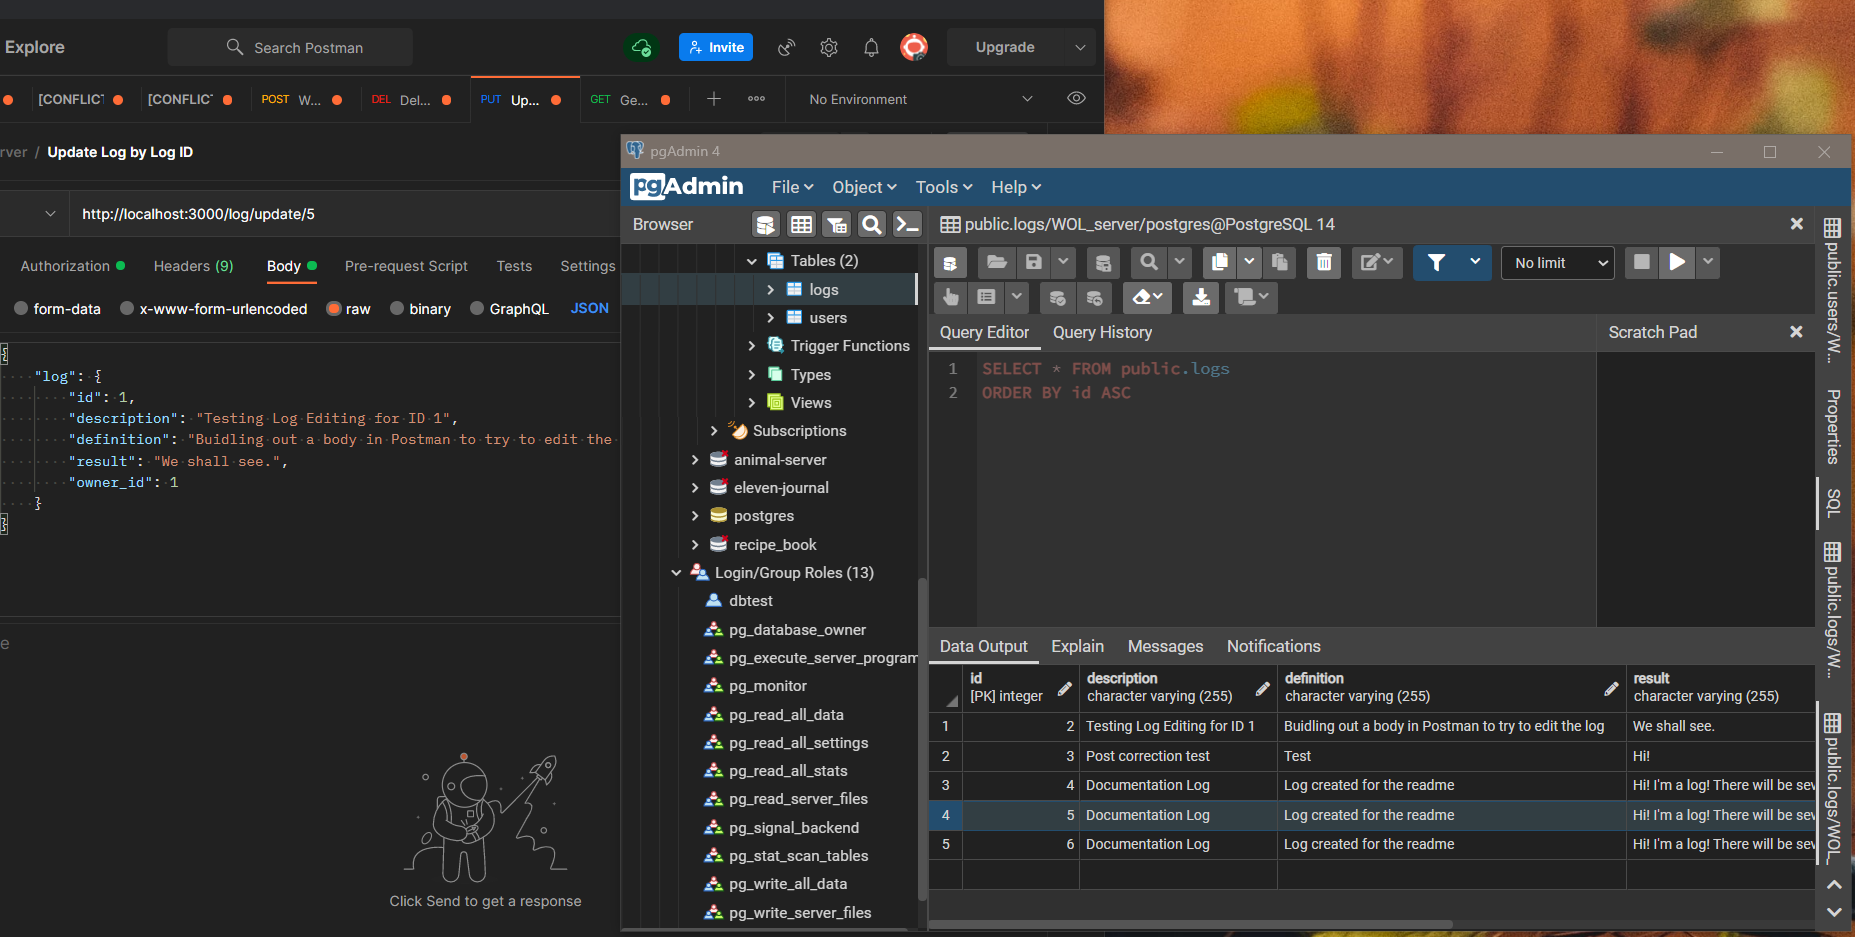 Explore
Search Postman
Invite
Upgrade
[CONFLICT
[CONFLIC
POST W...
DEL Del...
PUT Up...
GET Ge...
No Environment
rver / Update Log by Log ID
http://localhost:3000/log/update/5
Authorization
Headers (9)
Body
Pre-request Script
Tests
Settings
form-data
x-www-form-urlencoded
raw
binary
GraphQL
JSON
{
"log": {
"id": 1,
"description": "Testing Log Editing for ID 1",
"definition": "Buidling out a body in Postman to try to edit the
"result": "We shall see.",
"owner_id": 1
}
}
e
Click Send to get a response
pgAdmin 4
pgAdmin
File
Object
Tools
Help
Browser
Tables (2)
logs
users
Trigger Functions
Types
Views
Subscriptions
animal-server
eleven-journal
postgres
recipe_book
Login/Group Roles (13)
dbtest
pg_database_owner
pg_execute_server_program
pg_monitor
pg_read_all_data
pg_read_all_settings
pg_read_all_stats
pg_read_server_files
pg_signal_backend
pg_stat_scan_tables
pg_write_all_data
pg_write_server_files
public.logs/WOL_server/postgres@PostgreSQL 14
No limit
Query Editor
Query History
Scratch Pad
1 SELECT * FROM public.logs
2 ORDER BY id ASC
Data Output
Explain
Messages
Notifications
id
[PK] integer
description
character varying (255)
definition
character varying (255)
result
character varying (255)
1 2 Testing Log Editing for ID 1 Buidling out a body in Postman to try to edit the log We shall see.
2 3 Post correction test Test Hi!
3 4 Documentation Log Log created for the readme Hi! I'm a log! There will be sev
4 5 Documentation Log Log created for the readme Hi! I'm a log! There will be sev
5 6 Documentation Log Log created for the readme Hi! I'm a log! There will be sev
public.users/W...
Properties
SQL
public.logs/W...
public.logs/WOL_